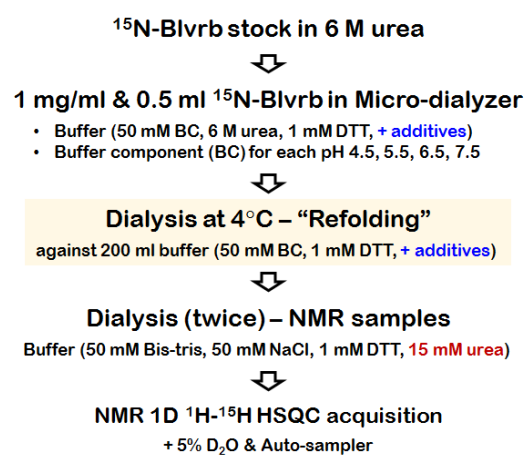 ¹⁵N-Blvrb stock in 6 M urea
1 mg/ml & 0.5 ml ¹⁵N-Blvrb in Micro-dialyzer
• Buffer (50 mM BC, 6 M urea, 1 mM DTT, + additives)
• Buffer component (BC) for each pH 4.5, 5.5, 6.5, 7.5
Dialysis at 4°C – “Refolding”
against 200 ml buffer (50 mM BC, 1 mM DTT, + additives)
Dialysis (twice) – NMR samples
Buffer (50 mM Bis-tris, 50 mM NaCl, 1 mM DTT, 15 mM urea)
NMR 1D ¹H-¹⁵H HSQC acquisition
+ 5% D₂O & Auto-sampler